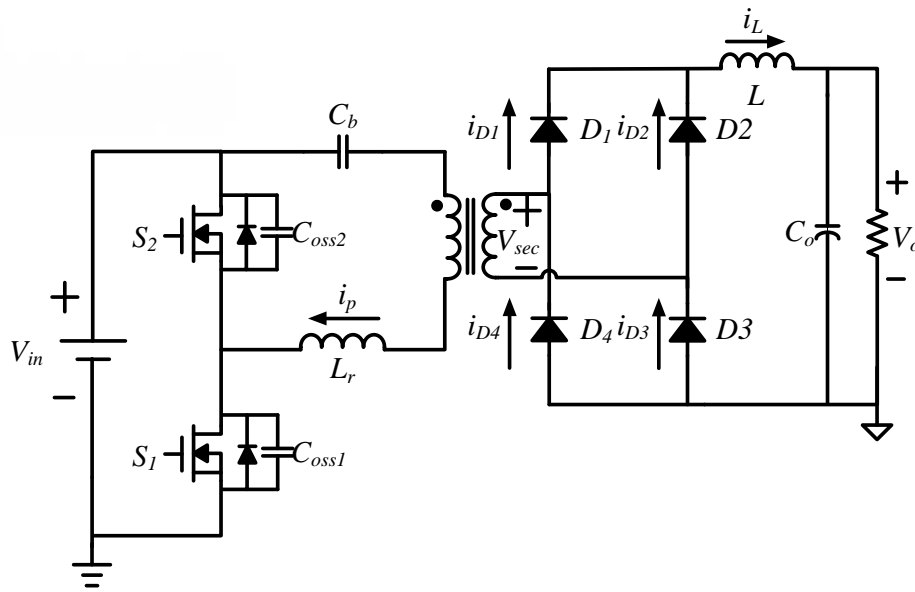 i_L
L
C_b
i_D1
D_1
i_D2
D2
+
S_2
C_oss2
+
V_sec
−
C_o
V_o
−
i_p
L_r
+
V_in
−
i_D4
D_4
i_D3
D3
S_1
C_oss1